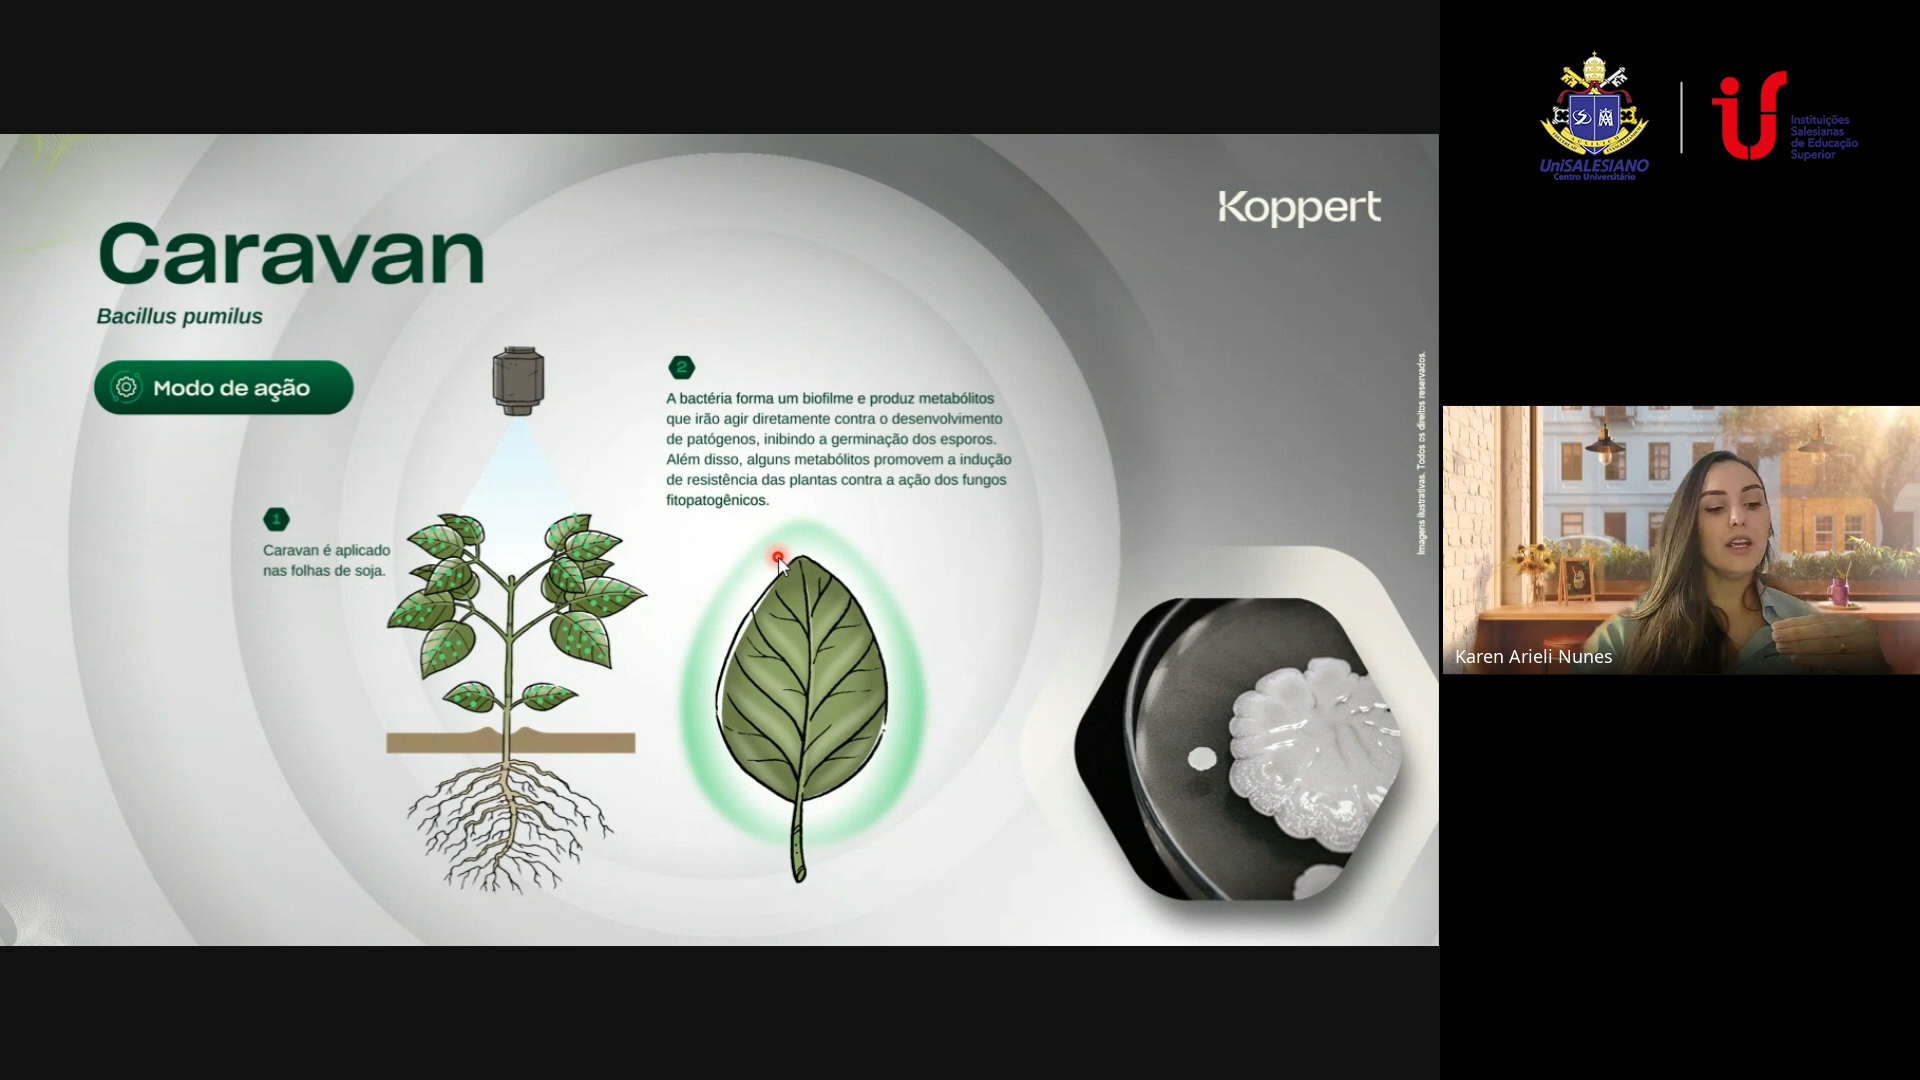 Caravan
Bacillus pumilus
Modo de ação
Koppert
1
Caravan é aplicado
nas folhas de soja.
2
A bactéria forma um biofilme e produz metabólitos
que irão agir diretamente contra o desenvolvimento
de patógenos, inibindo a germinação dos esporos.
Além disso, alguns metabólitos promovem a indução
de resistência das plantas contra a ação dos fungos
fitopatogênicos.
Imagens ilustrativas. Todos os direitos reservados.
UniSALESIANO
Centro Universitário
Instituições
Salesianas
de Educação
Superior
Karen Arieli Nunes